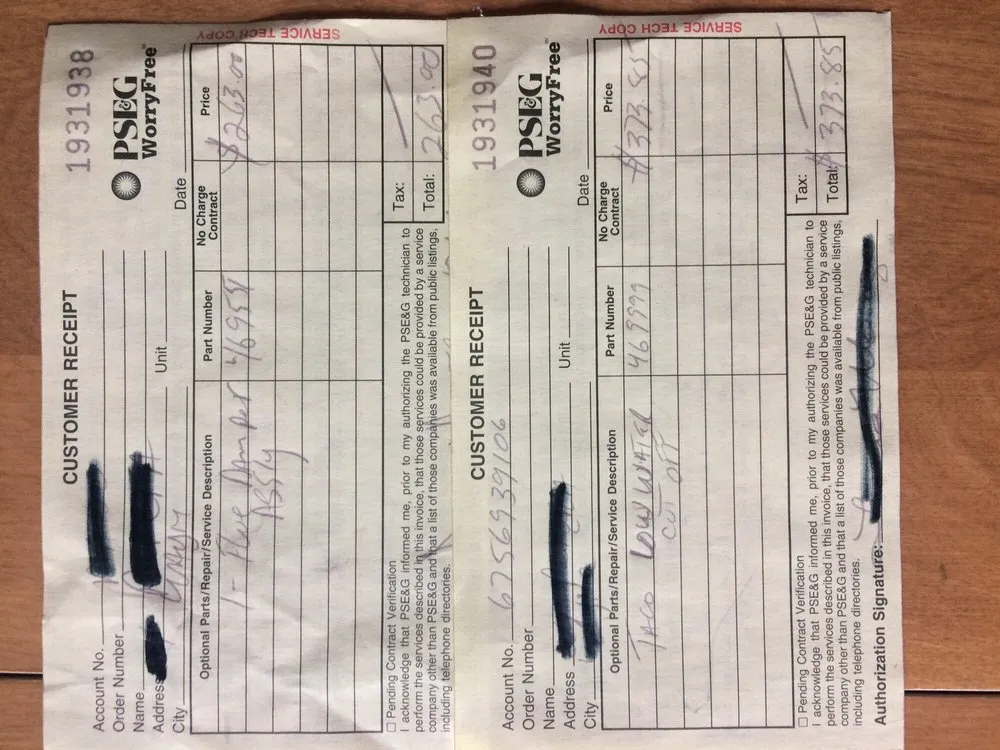 SERVICE TECH COPY
1931938
PSE&G
WorryFree™
CUSTOMER RECEIPT
Account No.
Order Number
Name
Address Unit
City Date
Optional Parts/Repair/Service Description Part Number No Charge Contract Price
1 - Flue Damper $263.00
Assly
Tax:
Total: 263.00
☐ Pending Contract Verification
I acknowledge that PSE&G informed me, prior to my authorizing the PSE&G technician to
perform the services described in this invoice, that those services could be provided by a service
company other than PSE&G and that a list of those companies was available from public listings,
including telephone directories.
SERVICE TECH COPY
1931940
PSE&G
WorryFree™
CUSTOMER RECEIPT
Account No. 6756939106
Order Number
Name
Address Unit
City Date
Optional Parts/Repair/Service Description Part Number No Charge Contract Price
TACO LOW WATER 469999 $373.85
CUT OFF
Tax:
Total: $373.85
☐ Pending Contract Verification
I acknowledge that PSE&G informed me, prior to my authorizing the PSE&G technician to
perform the services described in this invoice, that those services could be provided by a service
company other than PSE&G and that a list of those companies was available from public listings,
including telephone directories.
Authorization Signature: